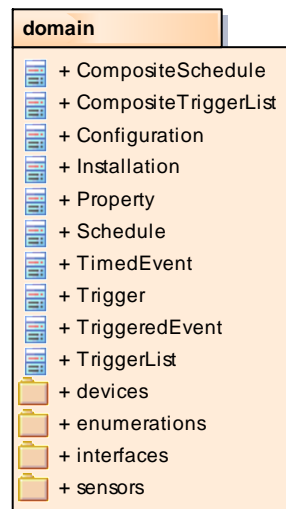 domain
+ CompositeSchedule
+ CompositeTriggerList
+ Configuration
+ Installation
+ Property
+ Schedule
+ TimedEvent
+ Trigger
+ TriggeredEvent
+ TriggerList
+ devices
+ enumerations
+ interfaces
+ sensors